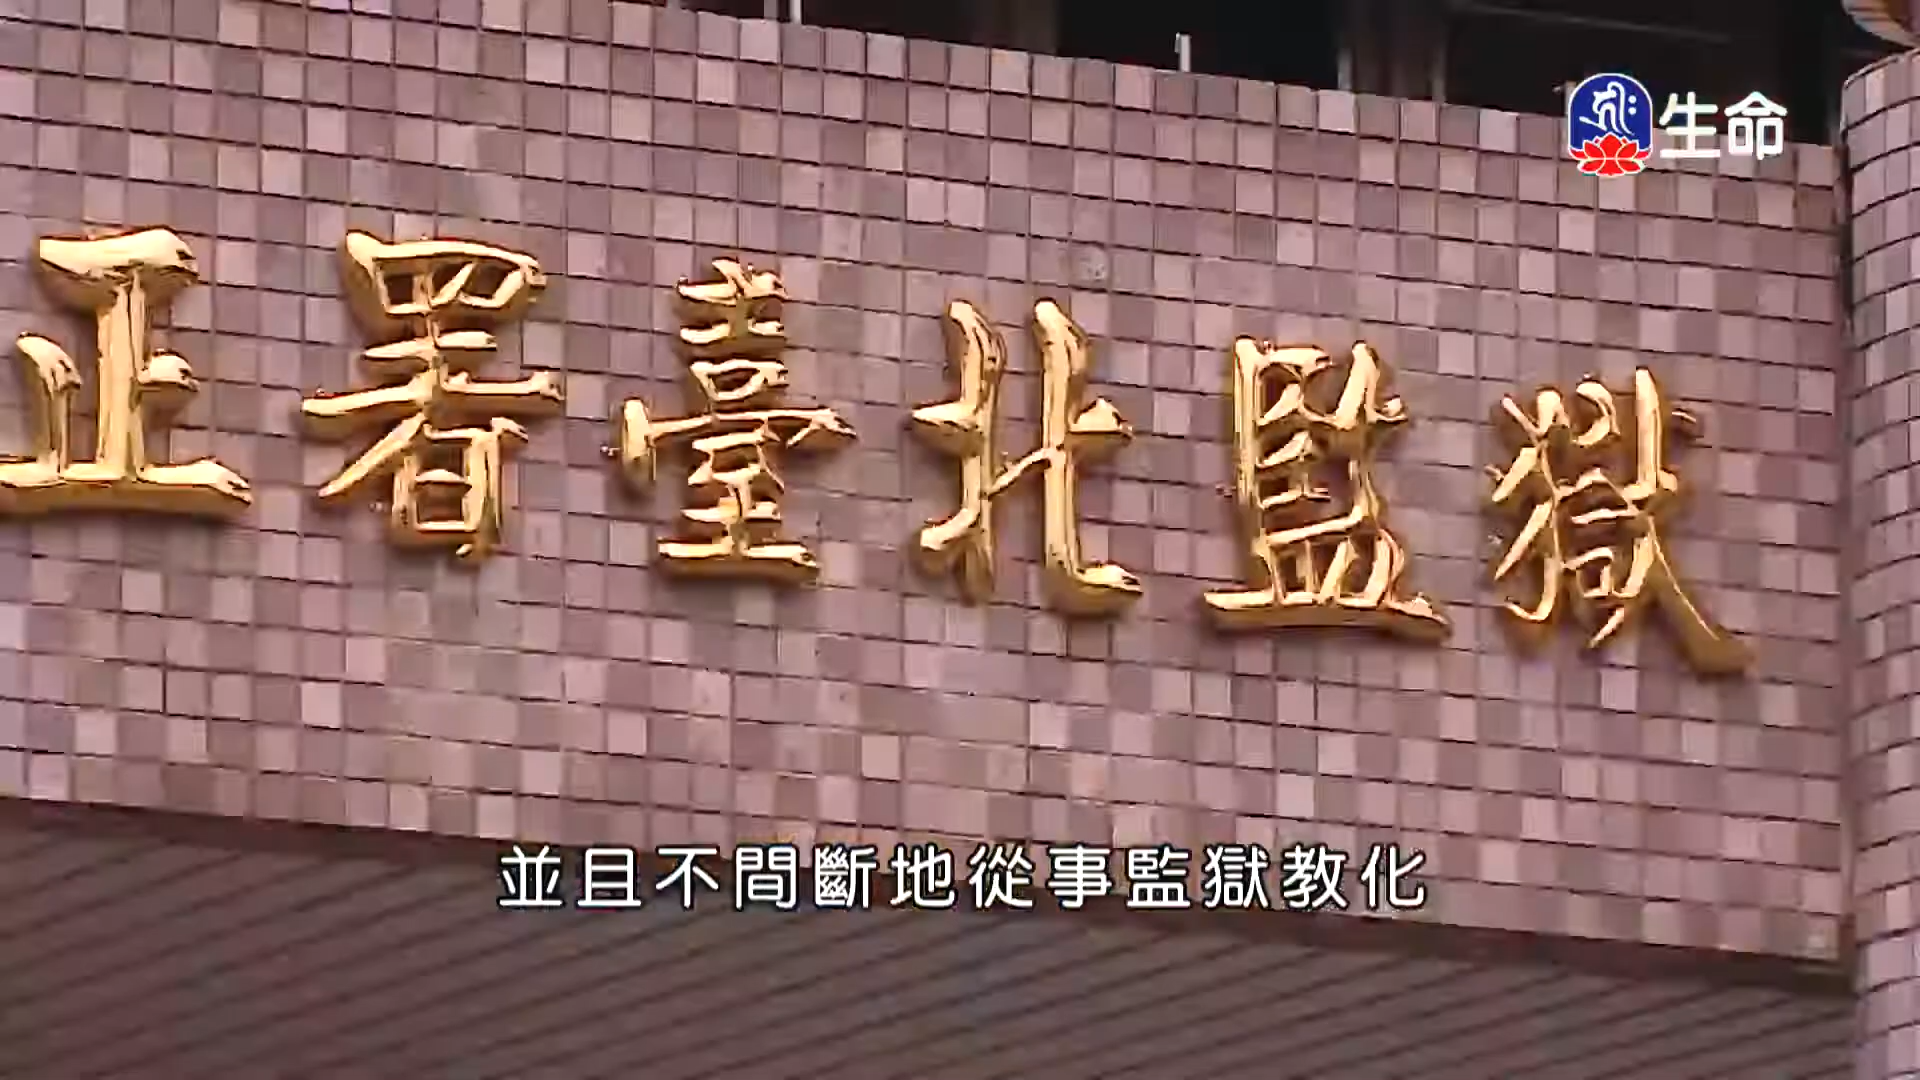 生命
正署臺北監獄
並且不間斷地從事監獄教化